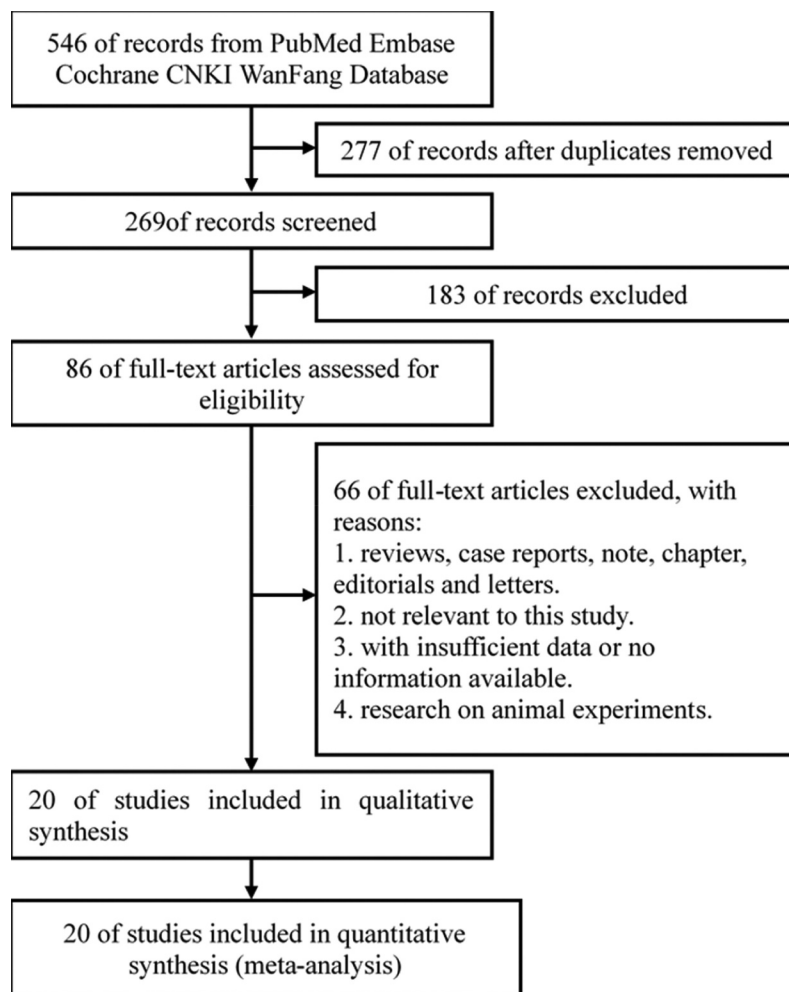 546 of records from PubMed Embase
Cochrane CNKI WanFang Database
277 of records after duplicates removed
269of records screened
183 of records excluded
86 of full-text articles assessed for
eligibility
66 of full-text articles excluded, with
reasons:
1. reviews, case reports, note, chapter,
editorials and letters.
2. not relevant to this study.
3. with insufficient data or no
information available.
4. research on animal experiments.
20 of studies included in qualitative
synthesis
20 of studies included in quantitative
synthesis (meta-analysis)